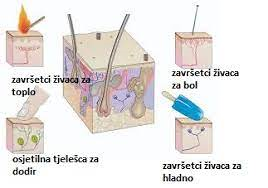 završetci živaca za
toplo
završetci živaca
za bol
osjetilna tjelešca za
dodir
završetci živaca za
hladno